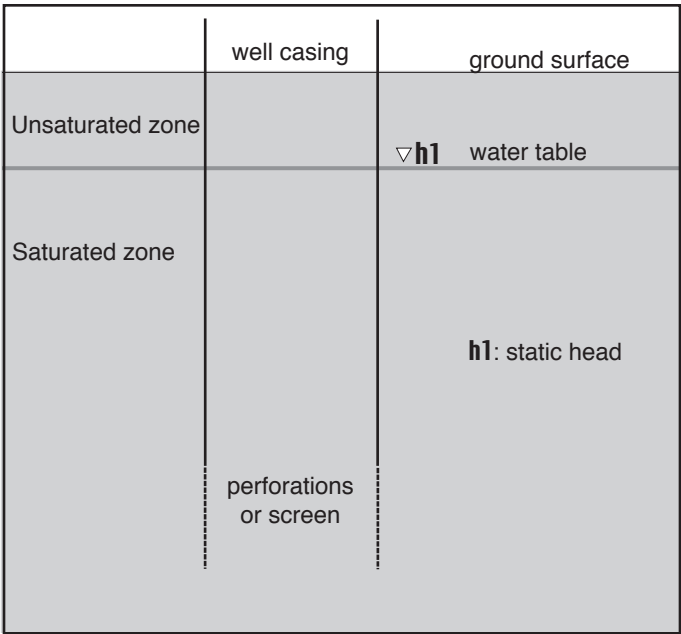 well casing
ground surface
Unsaturated zone
h1 water table
Saturated zone
h1: static head
perforations
or screen